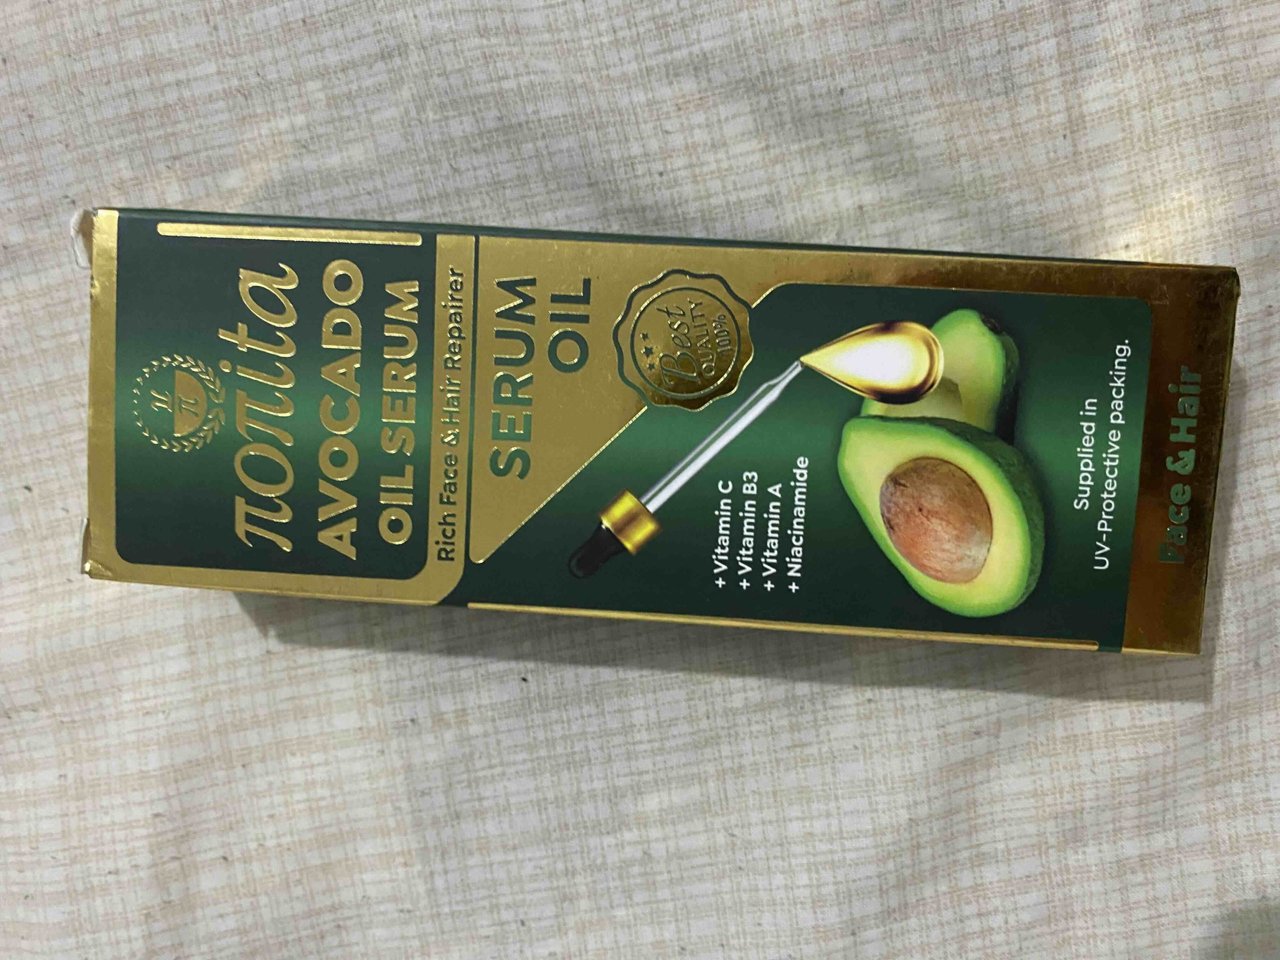 πonita
AVOCADO
OIL SERUM
Rich Face & Hair Repairer
SERUM
OIL
Best
QUALITY
100%
+ Vitamin C
+ Vitamin B3
+ Vitamin A
+ Niacinamide
Supplied in
UV-Protective packing.
Face & Hair